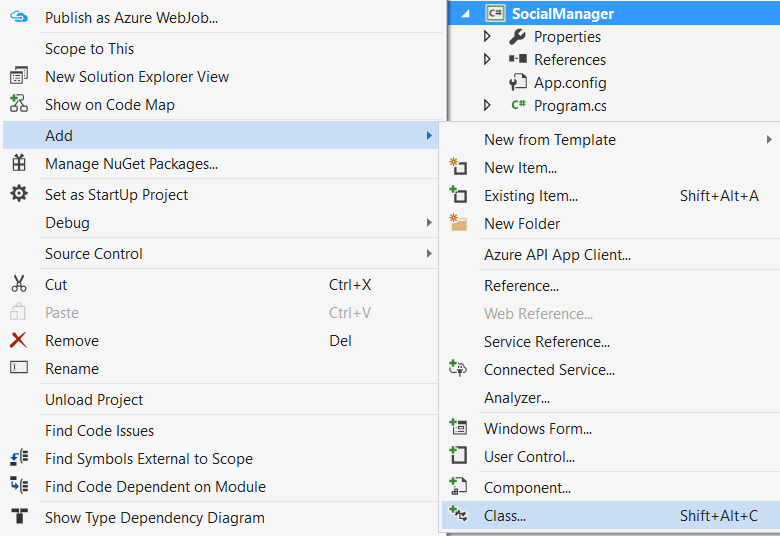 Publish as Azure WebJob...
Scope to This
New Solution Explorer View
Show on Code Map
Add
Manage NuGet Packages...
Set as StartUp Project
Debug
Source Control
Cut Ctrl+X
Paste Ctrl+V
Remove Del
Rename
Unload Project
Find Code Issues
Find Symbols External to Scope
Find Code Dependent on Module
Show Type Dependency Diagram
C# SocialManager
Properties
References
App.config
C# Program.cs
New from Template
New Item...
Existing Item... Shift+Alt+A
New Folder
Azure API App Client...
Reference...
Web Reference...
Service Reference...
Connected Service...
Analyzer...
Windows Form...
User Control...
Component...
Class... Shift+Alt+C